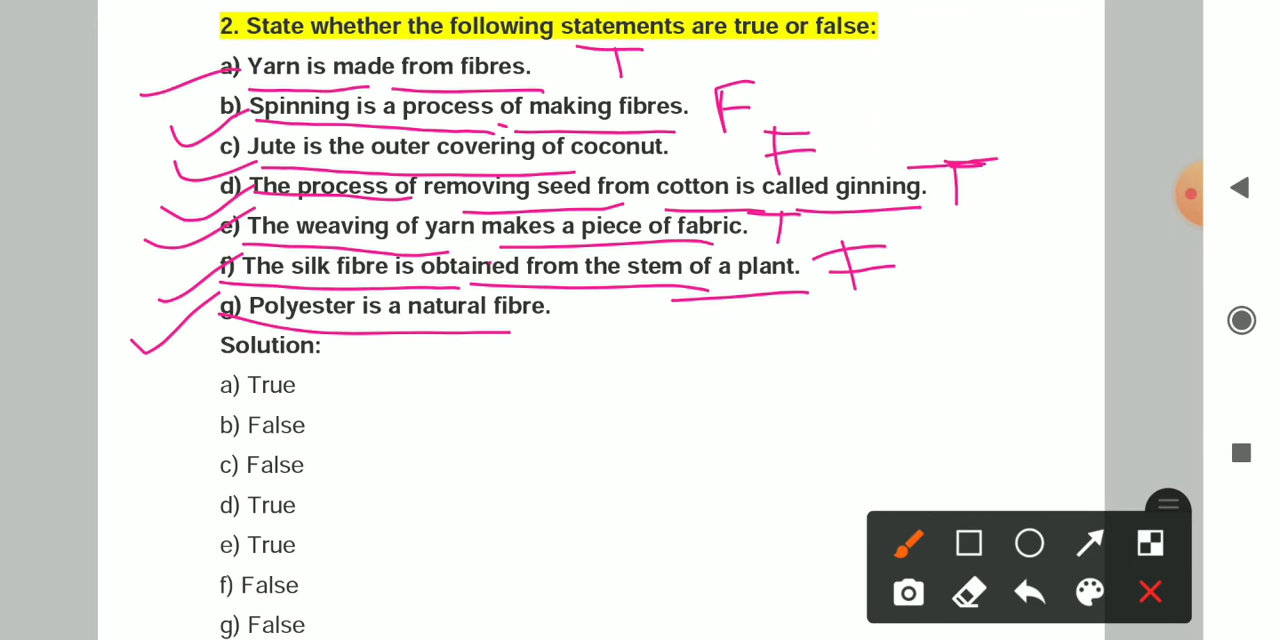 2. State whether the following statements are true or false:
a) Yarn is made from fibres. T
b) Spinning is a process of making fibres. F
c) Jute is the outer covering of coconut. F
d) The process of removing seed from cotton is called ginning. T
e) The weaving of yarn makes a piece of fabric. T
f) The silk fibre is obtained from the stem of a plant. F
g) Polyester is a natural fibre.
Solution:
a) True
b) False
c) False
d) True
e) True
f) False
g) False